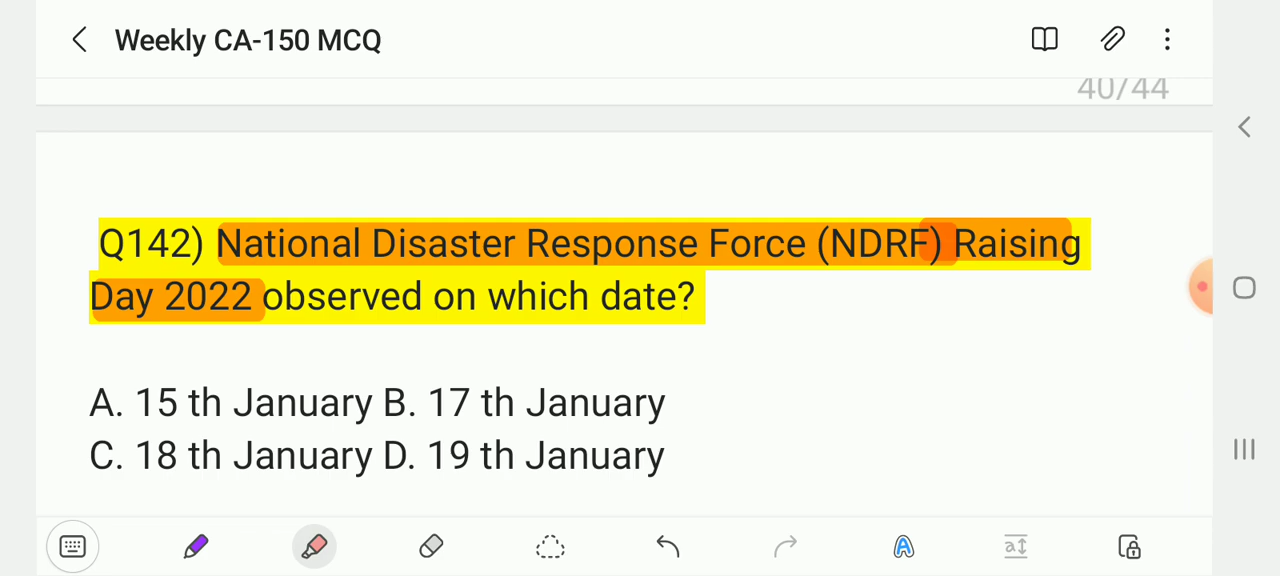 Weekly CA-150 MCQ
40/44
Q142) National Disaster Response Force (NDRF) Raising
Day 2022 observed on which date?
A. 15 th January B. 17 th January
C. 18 th January D. 19 th January